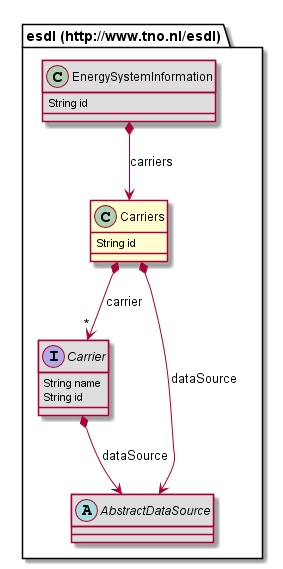 esdl (http://www.tno.nl/esdl)
C EnergySystemInformation
String id
carriers
C Carriers
String id
carrier
*
I Carrier
String name
String id
dataSource
dataSource
A AbstractDataSource